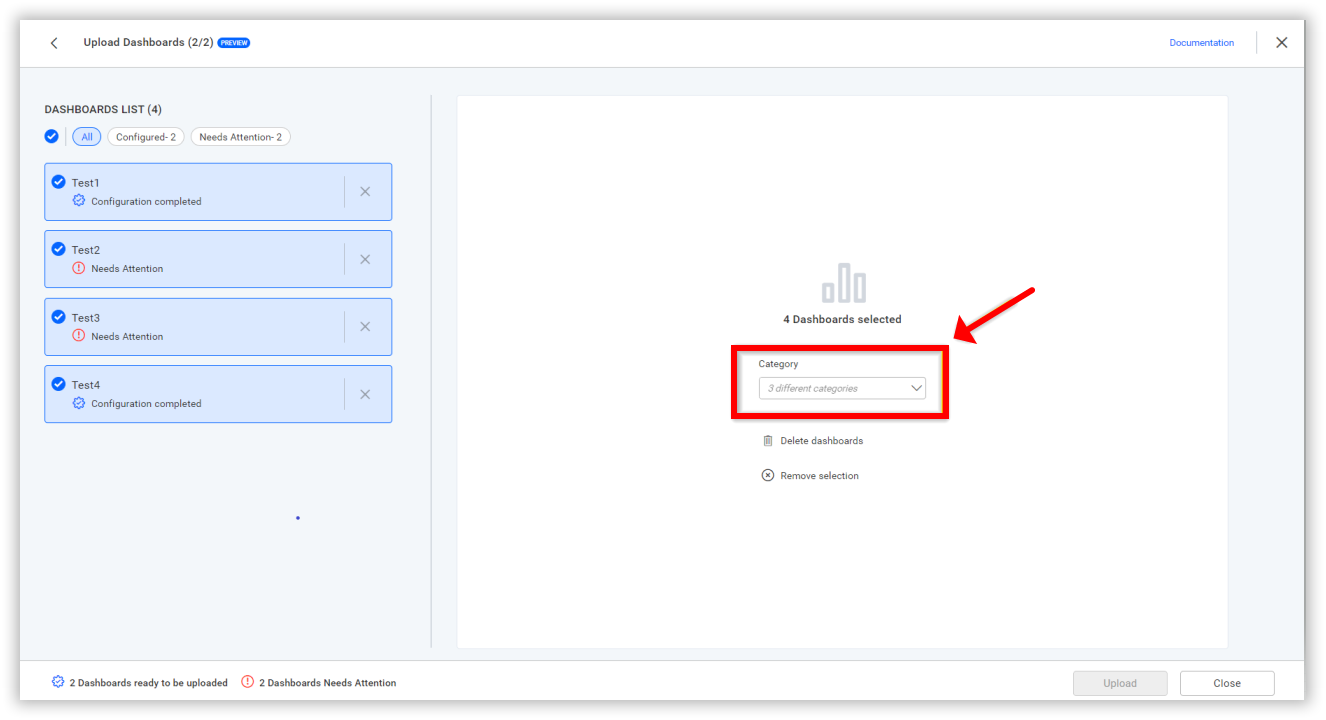 Upload Dashboards (2/2) PREVIEW
Documentation
DASHBOARDS LIST (4)
All Configured- 2 Needs Attention- 2
Test1
Configuration completed
Test2
Needs Attention
Test3
Needs Attention
Test4
Configuration completed
4 Dashboards selected
Category
3 different categories
Delete dashboards
Remove selection
2 Dashboards ready to be uploaded 2 Dashboards Needs Attention
Upload Close